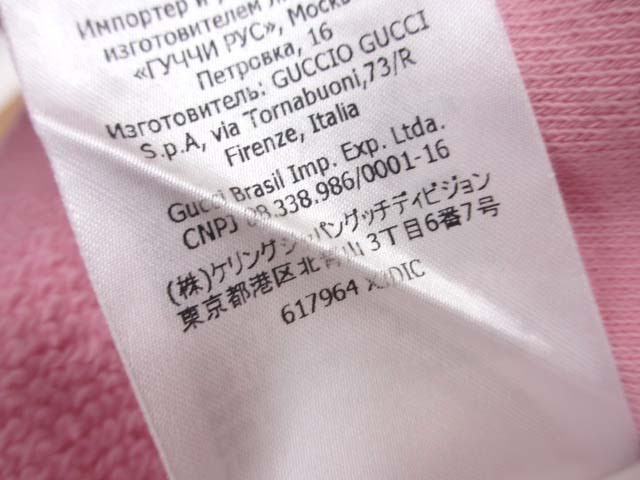 Импортер и
изготовителем
«ГУЧЧИ РУС», Москв
Петровка, 16
Изготовитель: GUCCIO GUCCI
S.p.A, via Tornabuoni,73/R
Firenze, Italia
Gucci Brasil Imp. Exp. Ltda.
CNPJ 08.338.986/0001-16
(株)ケリングジャパングッチディビジョン
東京都港区北青山3丁目6番7号
617964